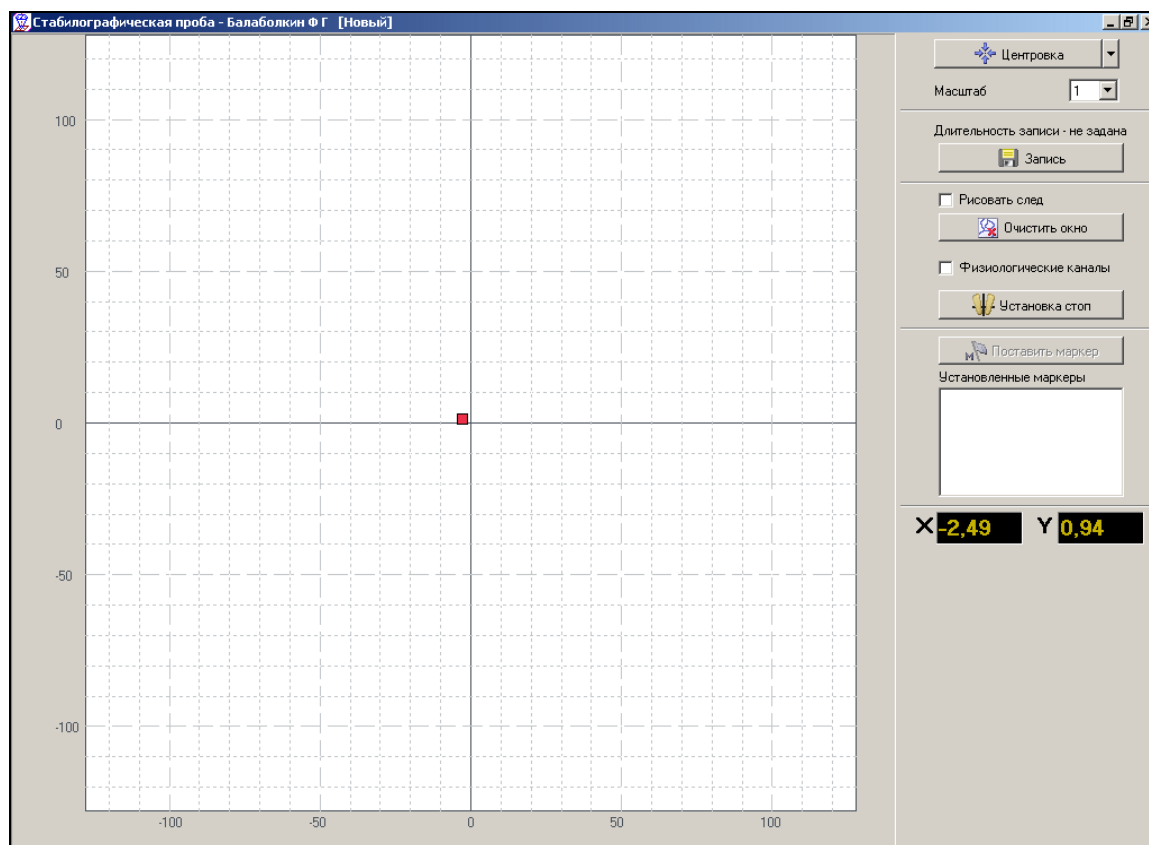 Стабилографическая проба - Балаболкин Ф Г [Новый]
Центровка
Масштаб 1
Длительность записи - не задана
Запись
Рисовать след
Очистить окно
Физиологические каналы
Установка стоп
М Поставить маркер
Установленные маркеры
X -2,49 Y 0,94
100
50
0
-50
-100
-100 -50 0 50 100